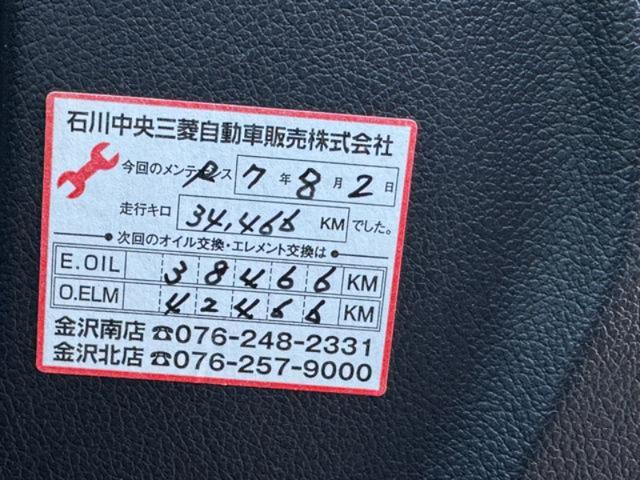 石川中央三菱自動車販売株式会社
今回のメンテナンス R7年8月2日
走行キロ 34,466 KMでした。
次回のオイル交換・エレメント交換は
E.OIL 38466 KM
O.ELM 42466 KM
金沢南店 ☎076-248-2331
金沢北店 ☎076-257-9000